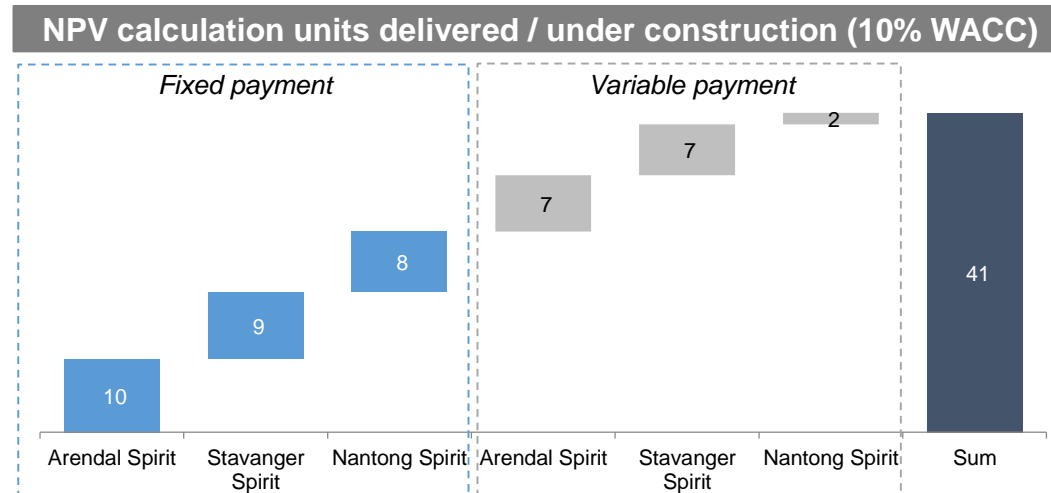 NPV calculation units delivered / under construction (10% WACC)
Fixed payment
Variable payment
10
9
8
7
7
2
41
Arendal Spirit
Stavanger
Spirit
Nantong Spirit
Arendal Spirit
Stavanger
Spirit
Nantong Spirit
Sum